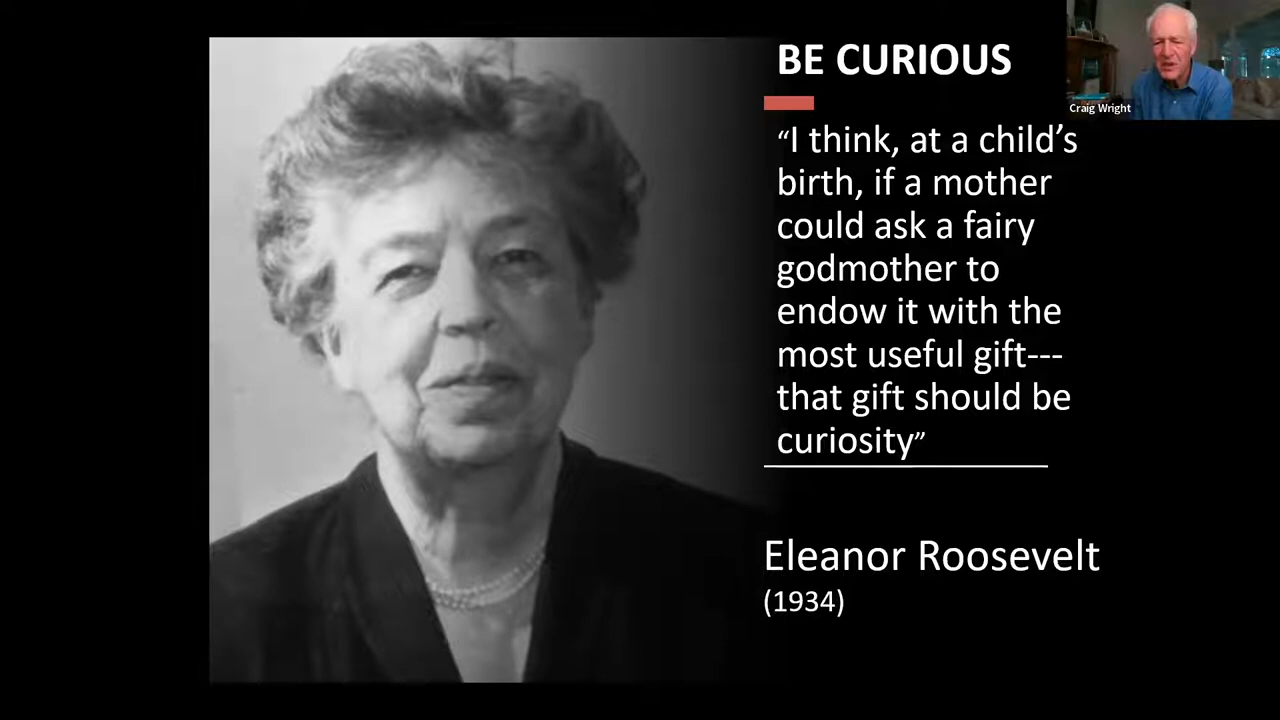 BE CURIOUS
Craig Wright
“I think, at a child’s
birth, if a mother
could ask a fairy
godmother to
endow it with the
most useful gift---
that gift should be
curiosity”
Eleanor Roosevelt
(1934)